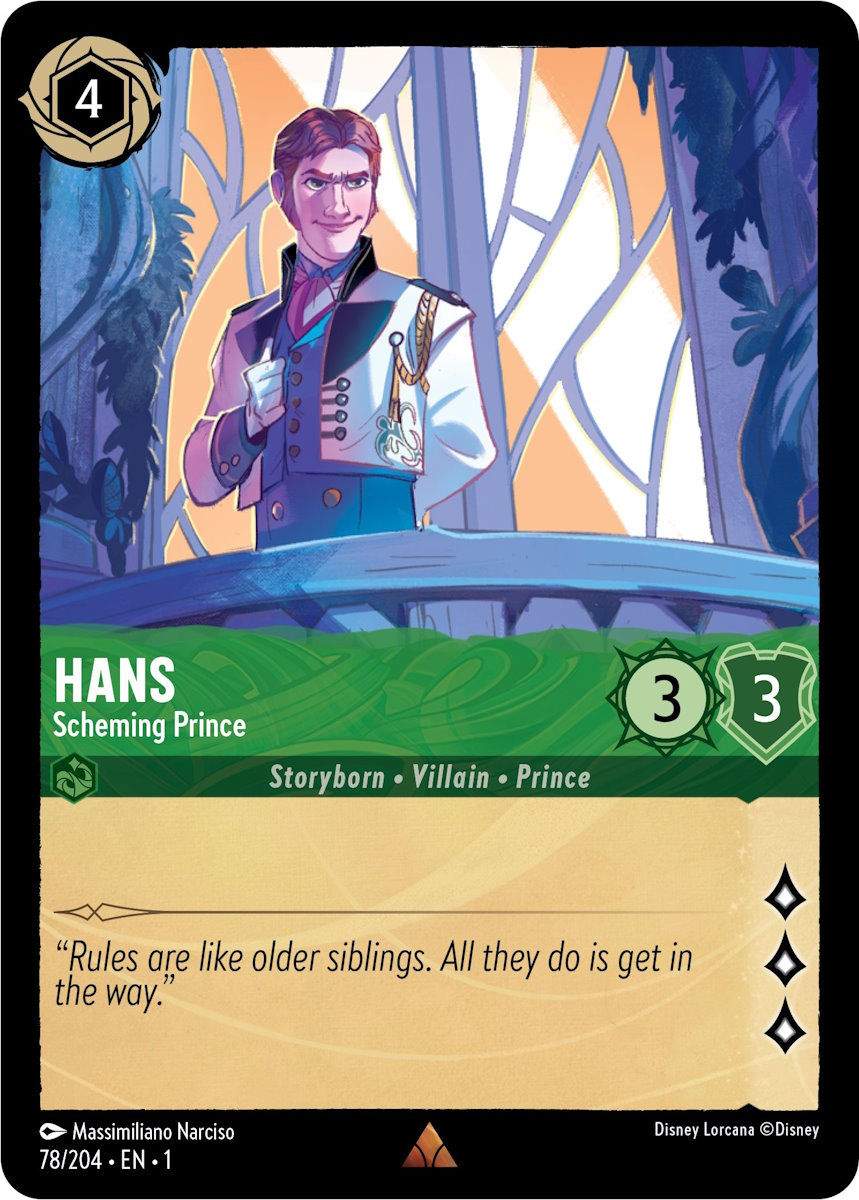 4
HANS
Scheming Prince
3
3
Storyborn • Villain • Prince
“Rules are like older siblings. All they do is get in
the way.”
Massimiliano Narciso
Disney Lorcana ©Disney
78/204 • EN • 1